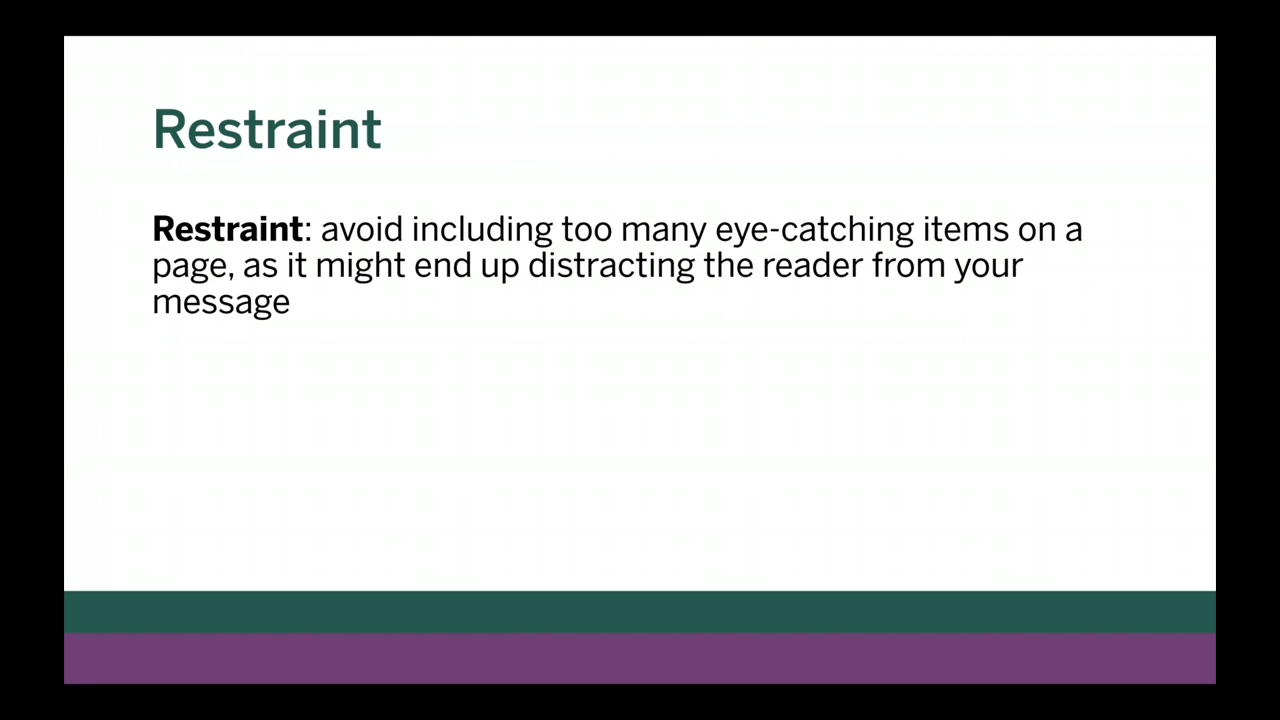 Restraint
Restraint: avoid including too many eye-catching items on a
page, as it might end up distracting the reader from your
message